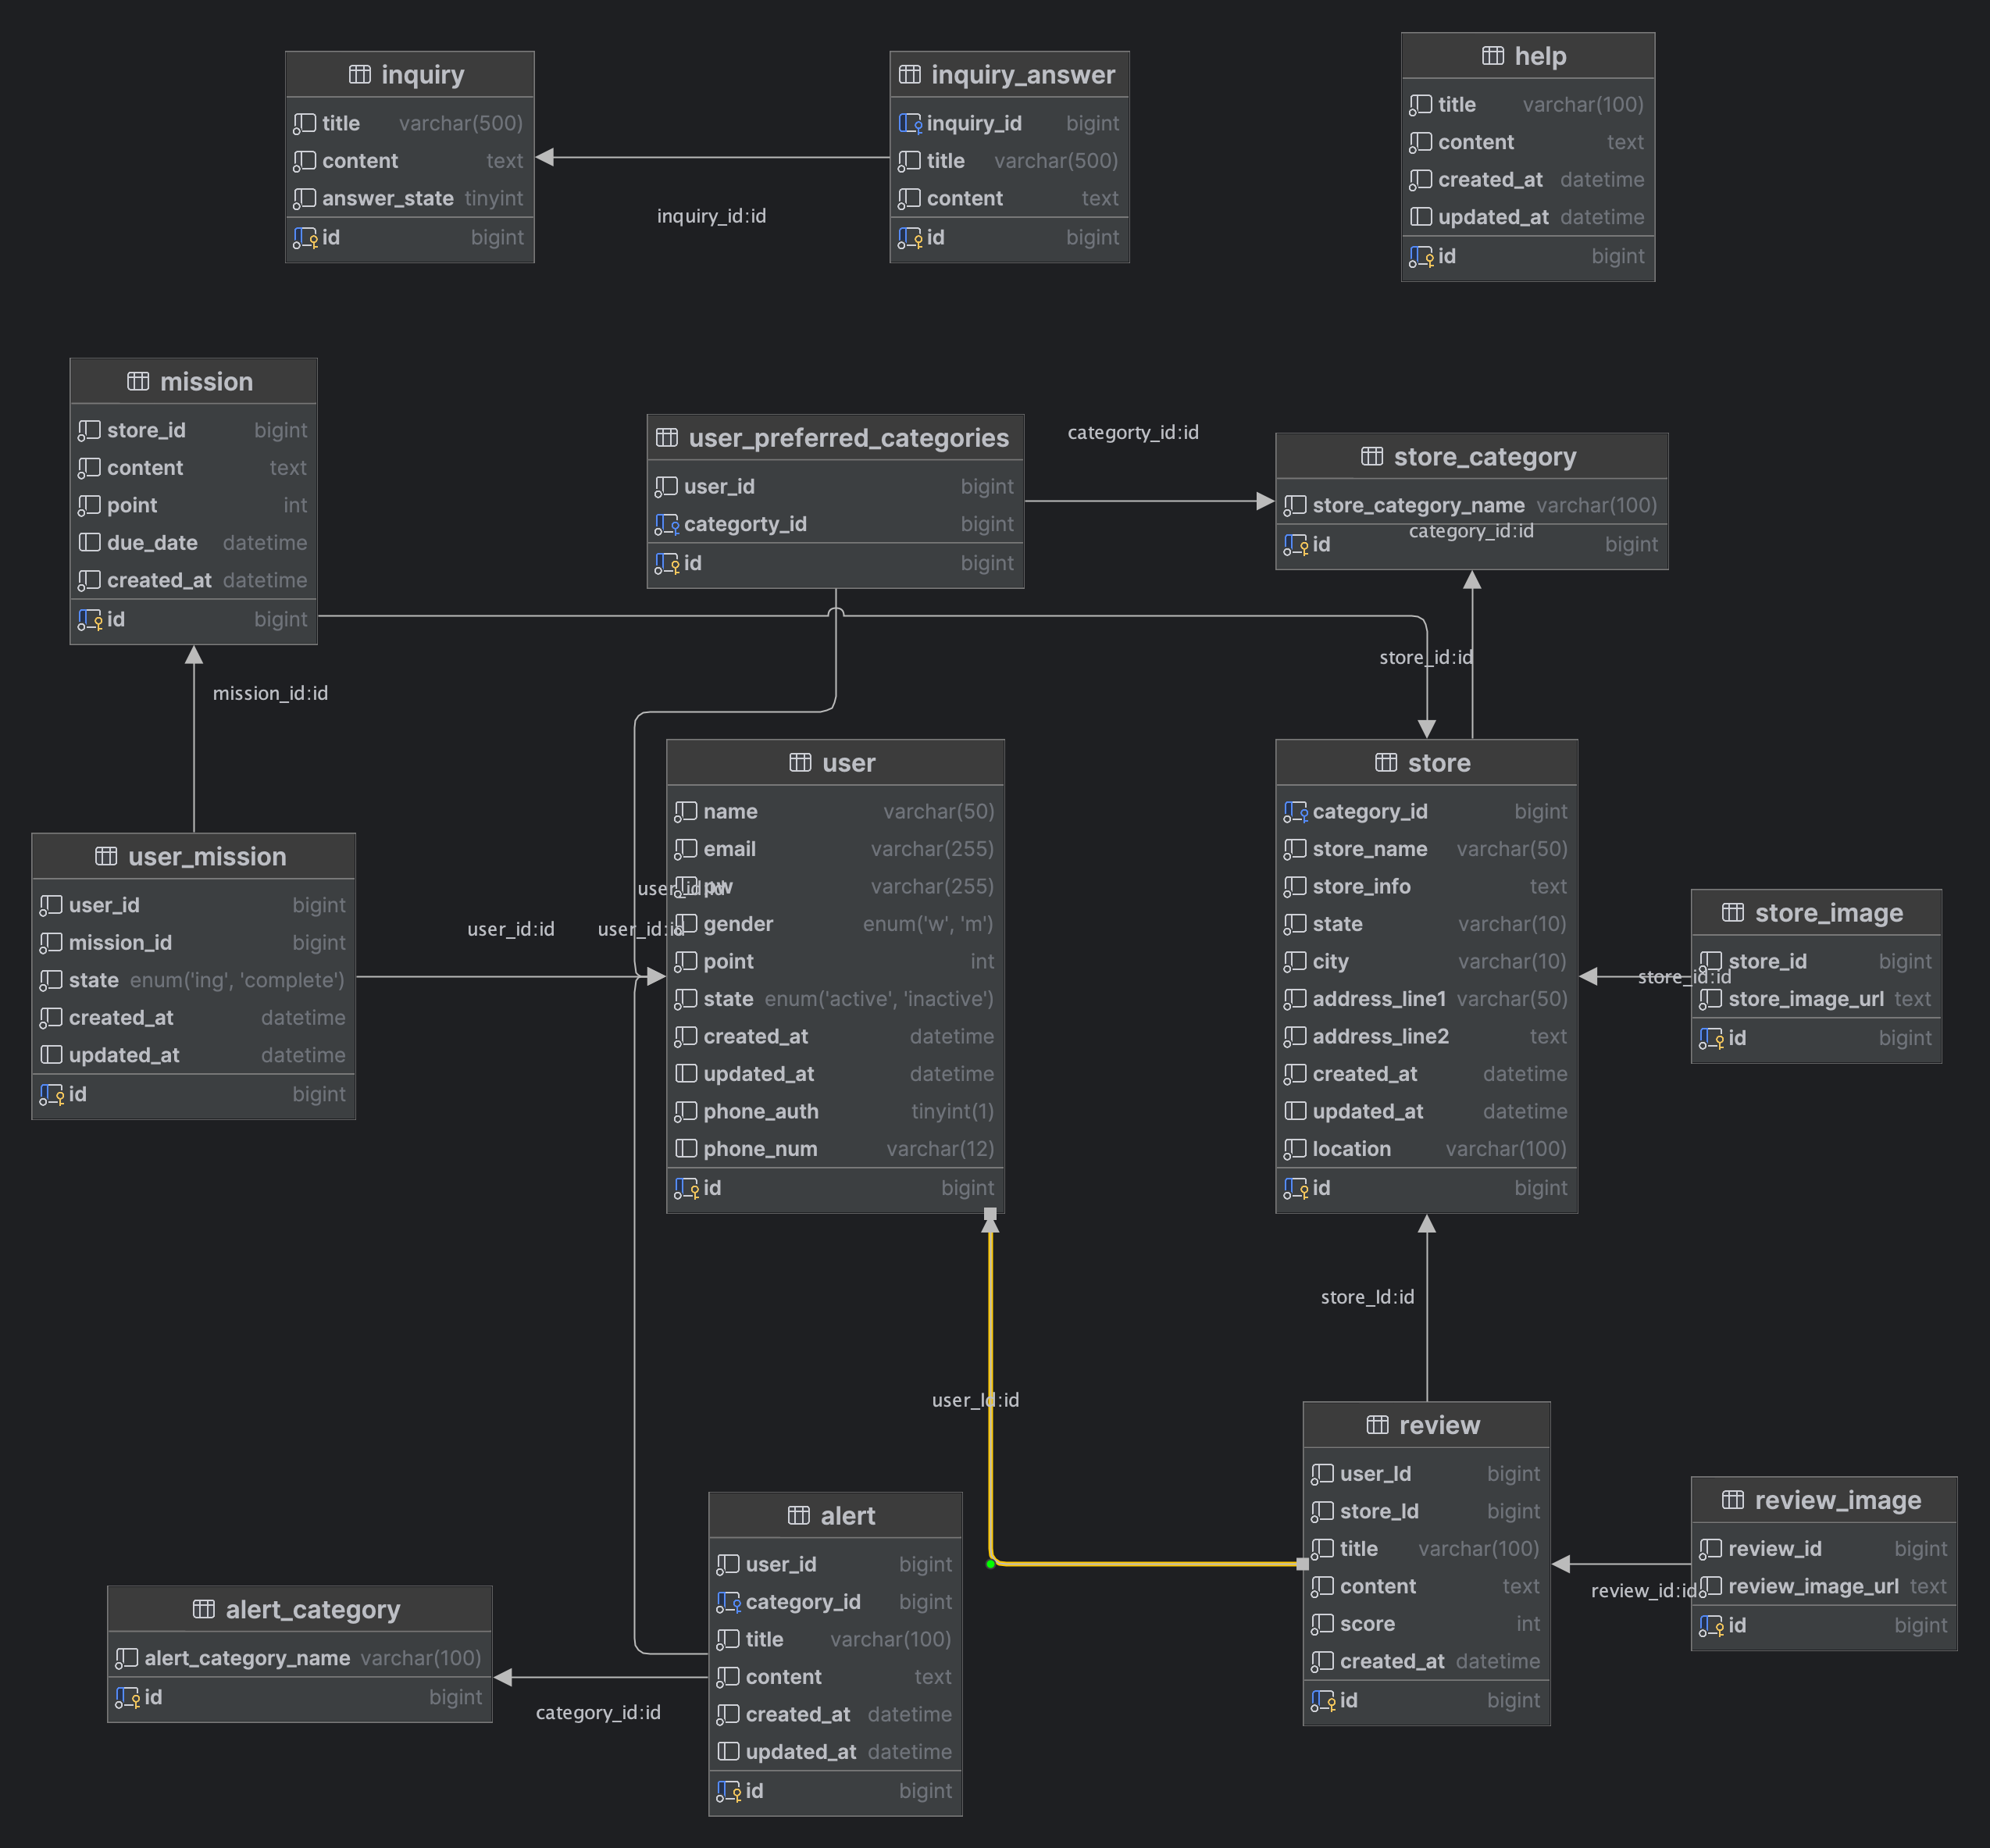 inquiry
title varchar(500)
content text
answer_state tinyint
id bigint
inquiry_id:id
inquiry_answer
inquiry_id bigint
title varchar(500)
content text
id bigint
help
title varchar(100)
content text
created_at datetime
updated_at datetime
id bigint
mission
store_id bigint
content text
point int
due_date datetime
created_at datetime
id bigint
mission_id:id
user_preferred_categories
user_id bigint
categorty_id bigint
id bigint
categorty_id:id
store_category
store_category_name varchar(100)
category_id:id
id bigint
store_id:id
user_mission
user_id bigint
mission_id bigint
state enum('ing', 'complete')
created_at datetime
updated_at datetime
id bigint
user_id:id
user_id:id
user_id:id
user
name varchar(50)
email varchar(255)
pw varchar(255)
gender enum('w', 'm')
point int
state enum('active', 'inactive')
created_at datetime
updated_at datetime
phone_auth tinyint(1)
phone_num varchar(12)
id bigint
store
category_id bigint
store_name varchar(50)
store_info text
state varchar(10)
city varchar(10)
address_line1 varchar(50)
address_line2 text
created_at datetime
updated_at datetime
location varchar(100)
id bigint
store_id:id
store_image
store_id bigint
store_image_url text
id bigint
store_Id:id
user_Id:id
alert_category
alert_category_name varchar(100)
id bigint
category_id:id
alert
user_id bigint
category_id bigint
title varchar(100)
content text
created_at datetime
updated_at datetime
id bigint
review
user_Id bigint
store_Id bigint
title varchar(100)
content text
score int
created_at datetime
id bigint
review_id:id
review_image
review_id bigint
review_image_url text
id bigint